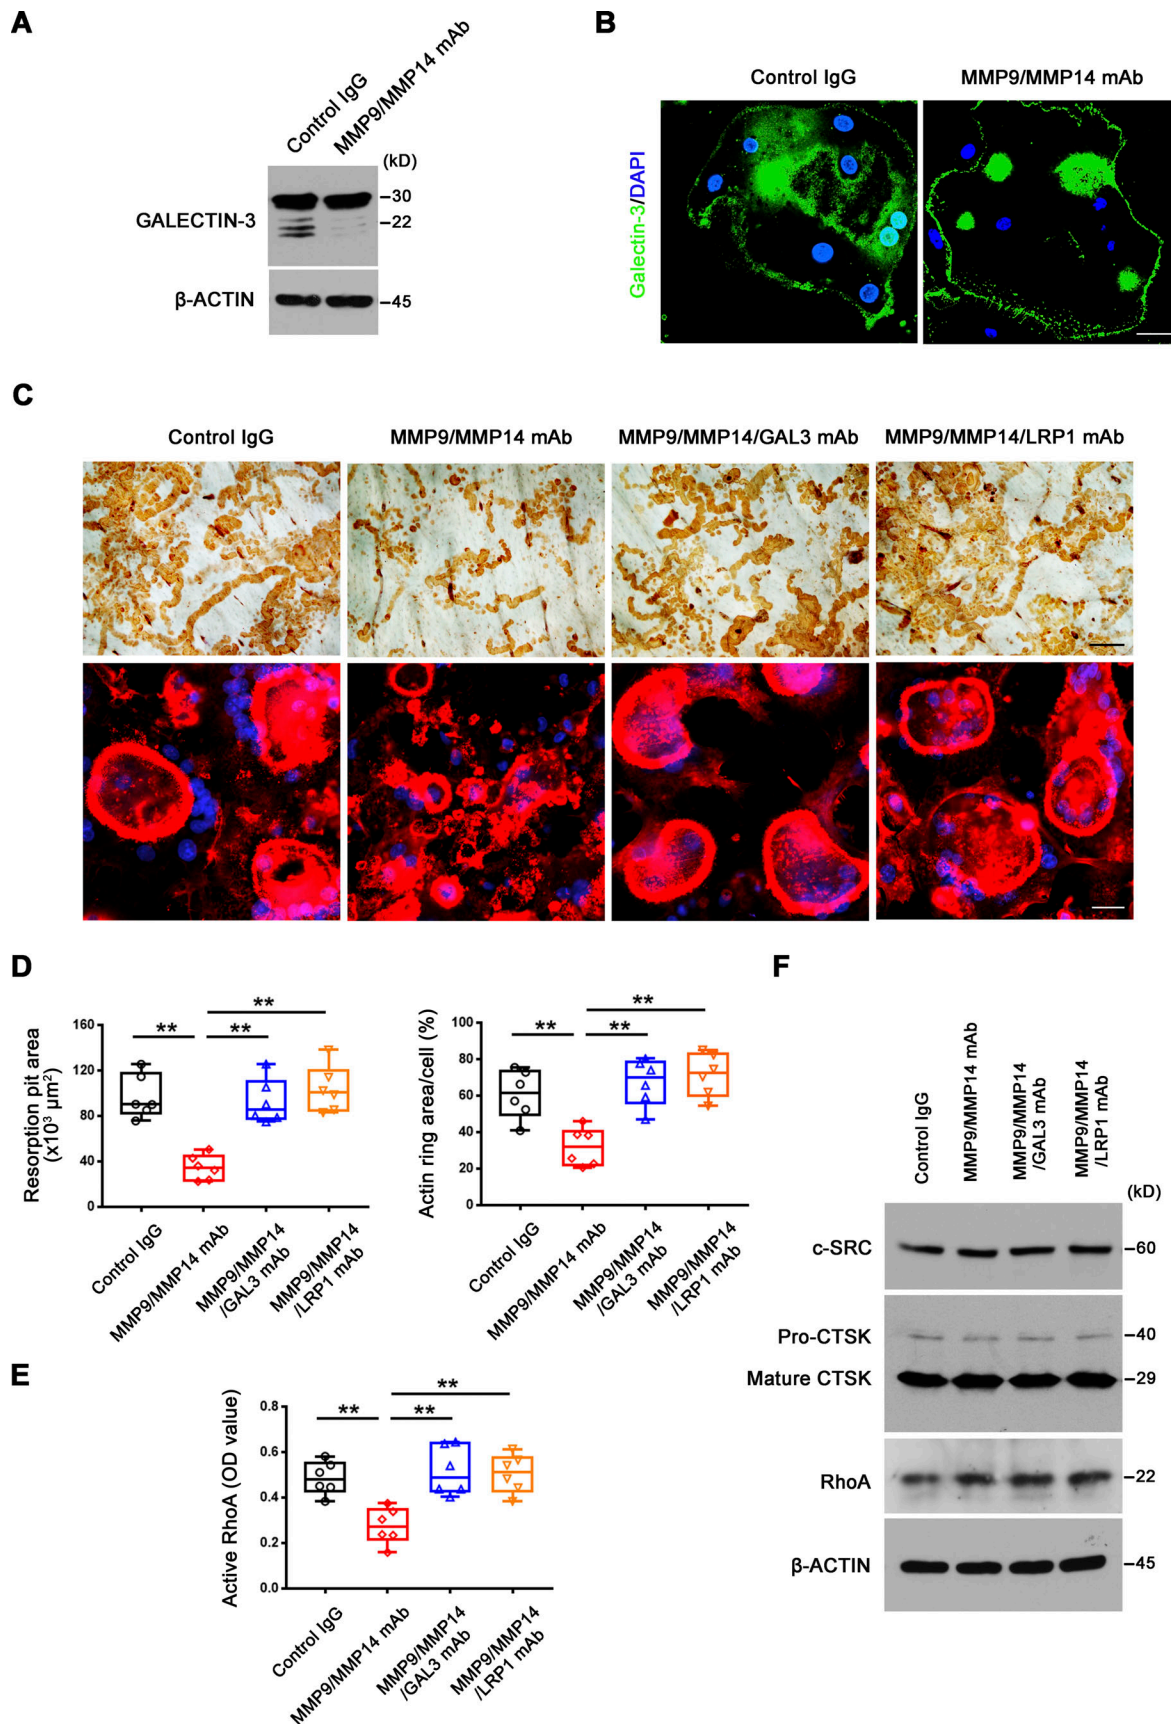 A
Control IgG
MMP9/MMP14 mAb
(kD)
GALECTIN-3
–30
–22
β-ACTIN
–45
B
Control IgG
MMP9/MMP14 mAb
Galectin-3/DAPI
C
Control IgG
MMP9/MMP14 mAb
MMP9/MMP14/GAL3 mAb
MMP9/MMP14/LRP1 mAb
D
Resorption pit area
(x10³ μm²)
160
120
80
40
0
**
**
**
Control IgG
MMP9/MMP14 mAb
MMP9/MMP14
/GAL3 mAb
MMP9/MMP14
/LRP1 mAb
Actin ring area/cell (%)
100
80
60
40
20
0
**
**
**
Control IgG
MMP9/MMP14 mAb
MMP9/MMP14
/GAL3 mAb
MMP9/MMP14
/LRP1 mAb
E
Active RhoA (OD value)
0.8
0.6
0.4
0.2
0.0
**
**
**
Control IgG
MMP9/MMP14 mAb
MMP9/MMP14
/GAL3 mAb
MMP9/MMP14
/LRP1 mAb
F
Control IgG
MMP9/MMP14 mAb
MMP9/MMP14
/GAL3 mAb
MMP9/MMP14
/LRP1 mAb
(kD)
c-SRC
–60
Pro-CTSK
–40
Mature CTSK
–29
RhoA
–22
β-ACTIN
–45